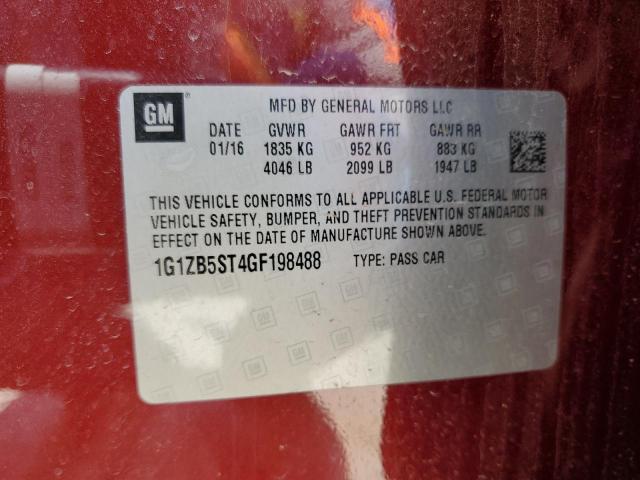 GM
MFD BY GENERAL MOTORS LLC
DATE GVWR GAWR FRT GAWR RR
01/16 1835 KG 952 KG 883 KG
4046 LB 2099 LB 1947 LB
THIS VEHICLE CONFORMS TO ALL APPLICABLE U.S. FEDERAL MOTOR
VEHICLE SAFETY, BUMPER, AND THEFT PREVENTION STANDARDS IN
EFFECT ON THE DATE OF MANUFACTURE SHOWN ABOVE.
1G1ZB5ST4GF198488 TYPE: PASS CAR